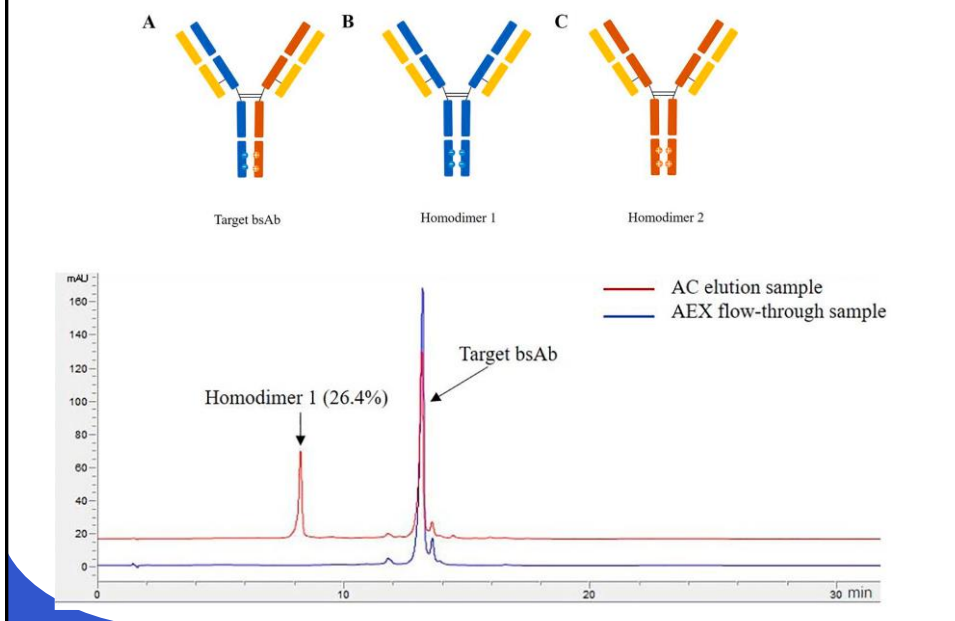 A
B
C
Target bsAb
Homodimer 1
Homodimer 2
mAU
160
140
120
100
80
60
40
20
0
AC elution sample
AEX flow-through sample
Target bsAb
Homodimer 1 (26.4%)
0
10
20
30 min